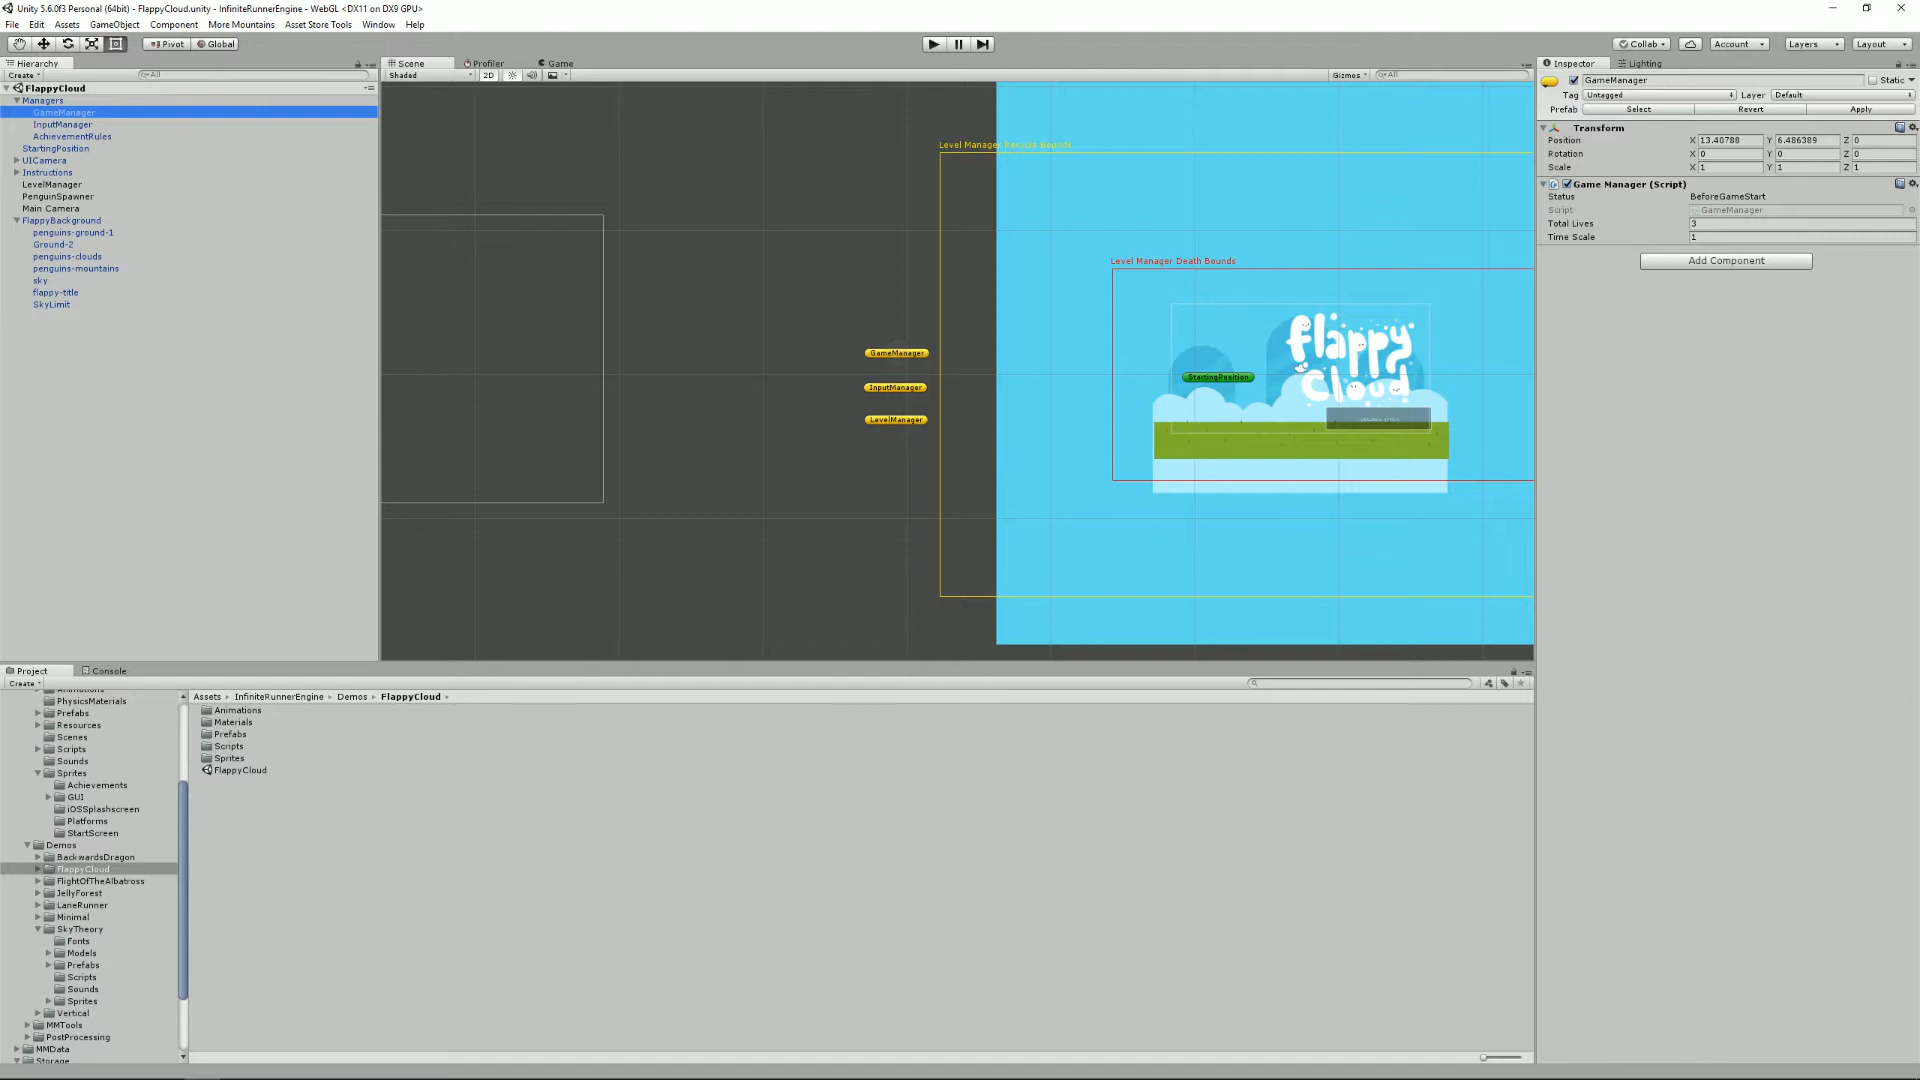 Unity 5.6.0f3 Personal (64bit) - FlappyCloud.unity - InfiniteRunnerEngine - WebGL <DX11 on DX9 GPU>
File Edit Assets GameObject Component More Mountains Asset Store Tools Window Help
Pivot Global Collab Account Layers Layout
Hierarchy
Create All
FlappyCloud
Managers
GameManager
InputManager
AchievementRules
StartingPosition
UICamera
Instructions
LevelManager
PenguinSpawner
Main Camera
FlappyBackground
penguins-ground-1
Ground-2
penguins-clouds
penguins-mountains
sky
flappy-title
SkyLimit
Scene Profiler Game
Shaded 2D Gizmos All
Level Manager Recycle Bounds
Level Manager Death Bounds
GameManager
InputManager
LevelManager
StartingPosition
flappy
Cloud
Inspector Lighting
GameManager Static
Tag Untagged Layer Default
Prefab Select Revert Apply
Transform
Position X 13.40788 Y 6.486389 Z 0
Rotation X 0 Y 0 Z 0
Scale X 1 Y 1 Z 1
Game Manager (Script)
Status BeforeGameStart
Script GameManager
Total Lives 3
Time Scale 1
Add Component
Project Console
Create
Animations
PhysicsMaterials
Prefabs
Resources
Scenes
Scripts
Sounds
Sprites
Achievements
GUI
iOSSplashscreen
Platforms
StartScreen
Demos
BackwardsDragon
FlappyCloud
FlightOfTheAlbatross
JellyForest
LaneRunner
Minimal
SkyTheory
Fonts
Models
Prefabs
Scripts
Sounds
Sprites
Vertical
MMTools
PostProcessing
MMData
Storage
Assets InfiniteRunnerEngine Demos FlappyCloud
Animations
Materials
Prefabs
Scripts
Sprites
FlappyCloud